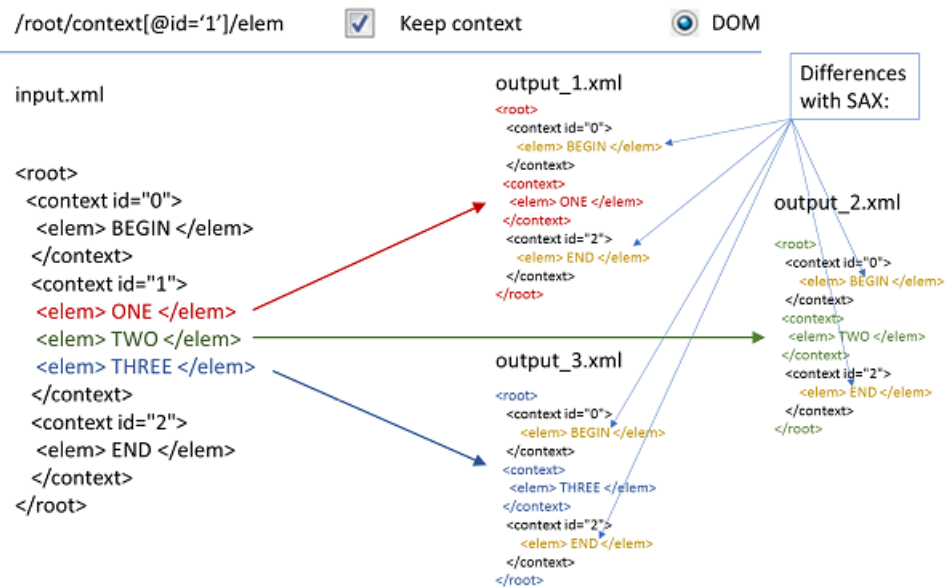 /root/context[@id=‘1’]/elem
Keep context
DOM
Differences
with SAX:
input.xml
<root>
<context id="0">
<elem> BEGIN </elem>
</context>
<context id="1">
<elem> ONE </elem>
<elem> TWO </elem>
<elem> THREE </elem>
</context>
<context id="2">
<elem> END </elem>
</context>
</root>
output_1.xml
<root>
<context id="0">
<elem> BEGIN </elem>
</context>
<context>
<elem> ONE </elem>
</context>
<context id="2">
<elem> END </elem>
</context>
</root>
output_2.xml
<root>
<context id="0">
<elem> BEGIN </elem>
</context>
<context>
<elem> TWO </elem>
</context>
<context id="2">
<elem> END </elem>
</context>
</root>
output_3.xml
<root>
<context id="0">
<elem> BEGIN </elem>
</context>
<context>
<elem> THREE </elem>
</context>
<context id="2">
<elem> END </elem>
</context>
</root>